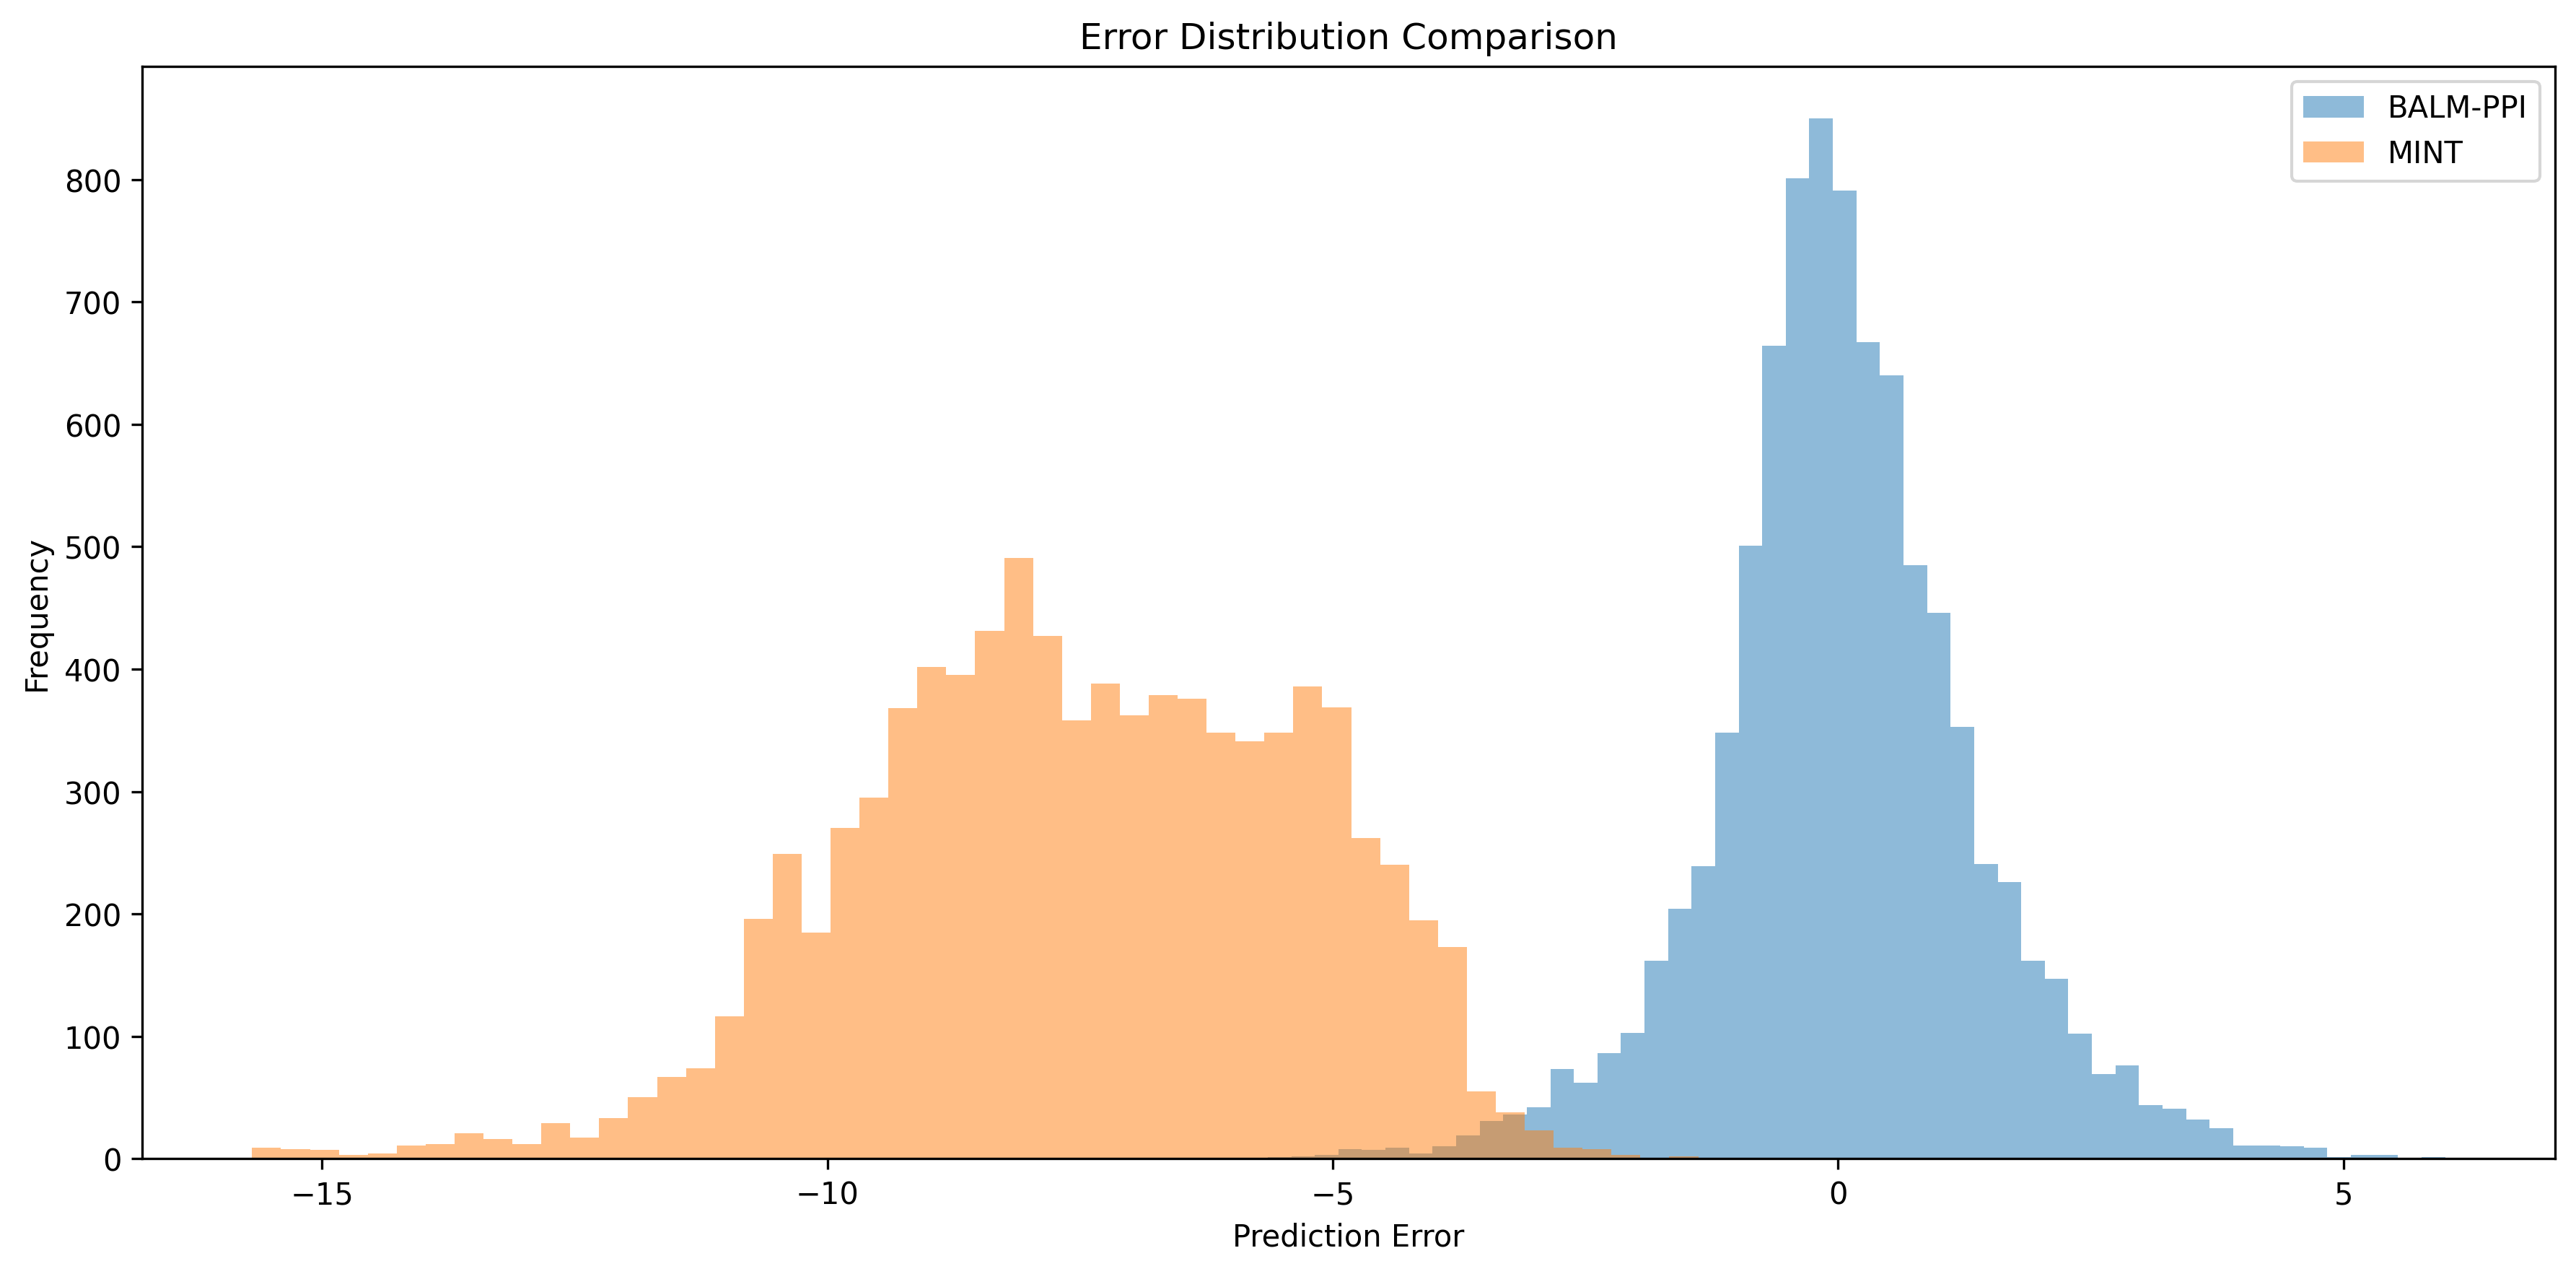 Error Distribution Comparison
BALM-PPI
MINT
800
700
600
500
400
300
200
100
0
Frequency
−15
−10
−5
0
5
Prediction Error